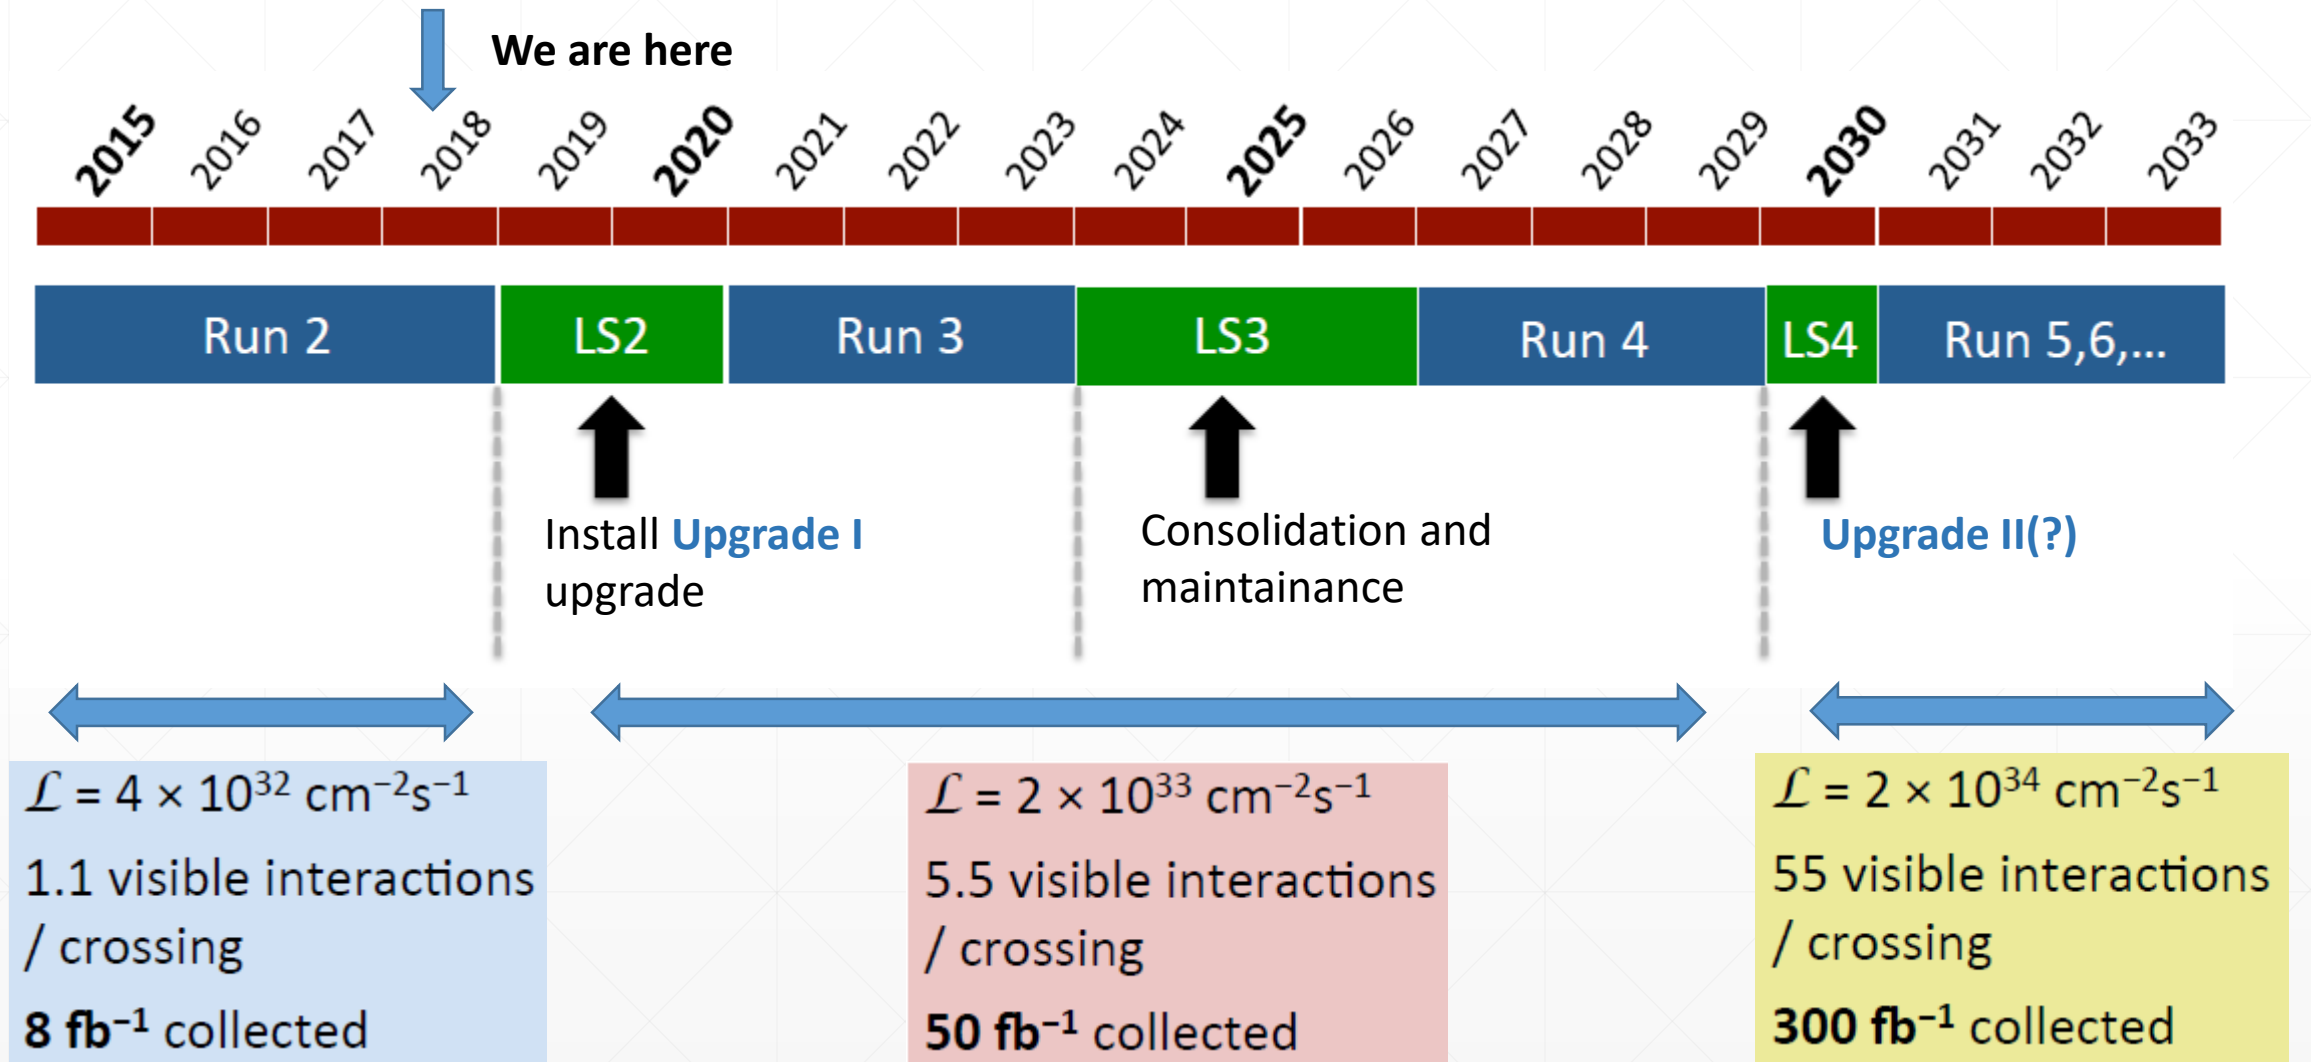 We are here
2015 2016 2017 2018 2019 2020 2021 2022 2023 2024 2025 2026 2027 2028 2029 2030 2031 2032 2033
Run 2 LS2 Run 3 LS3 Run 4 LS4 Run 5,6,...
Install Upgrade I
upgrade
Consolidation and
maintainance
Upgrade II(?)
ℒ = 4 × 10³² cm⁻²s⁻¹
1.1 visible interactions
/ crossing
8 fb⁻¹ collected
ℒ = 2 × 10³³ cm⁻²s⁻¹
5.5 visible interactions
/ crossing
50 fb⁻¹ collected
ℒ = 2 × 10³⁴ cm⁻²s⁻¹
55 visible interactions
/ crossing
300 fb⁻¹ collected